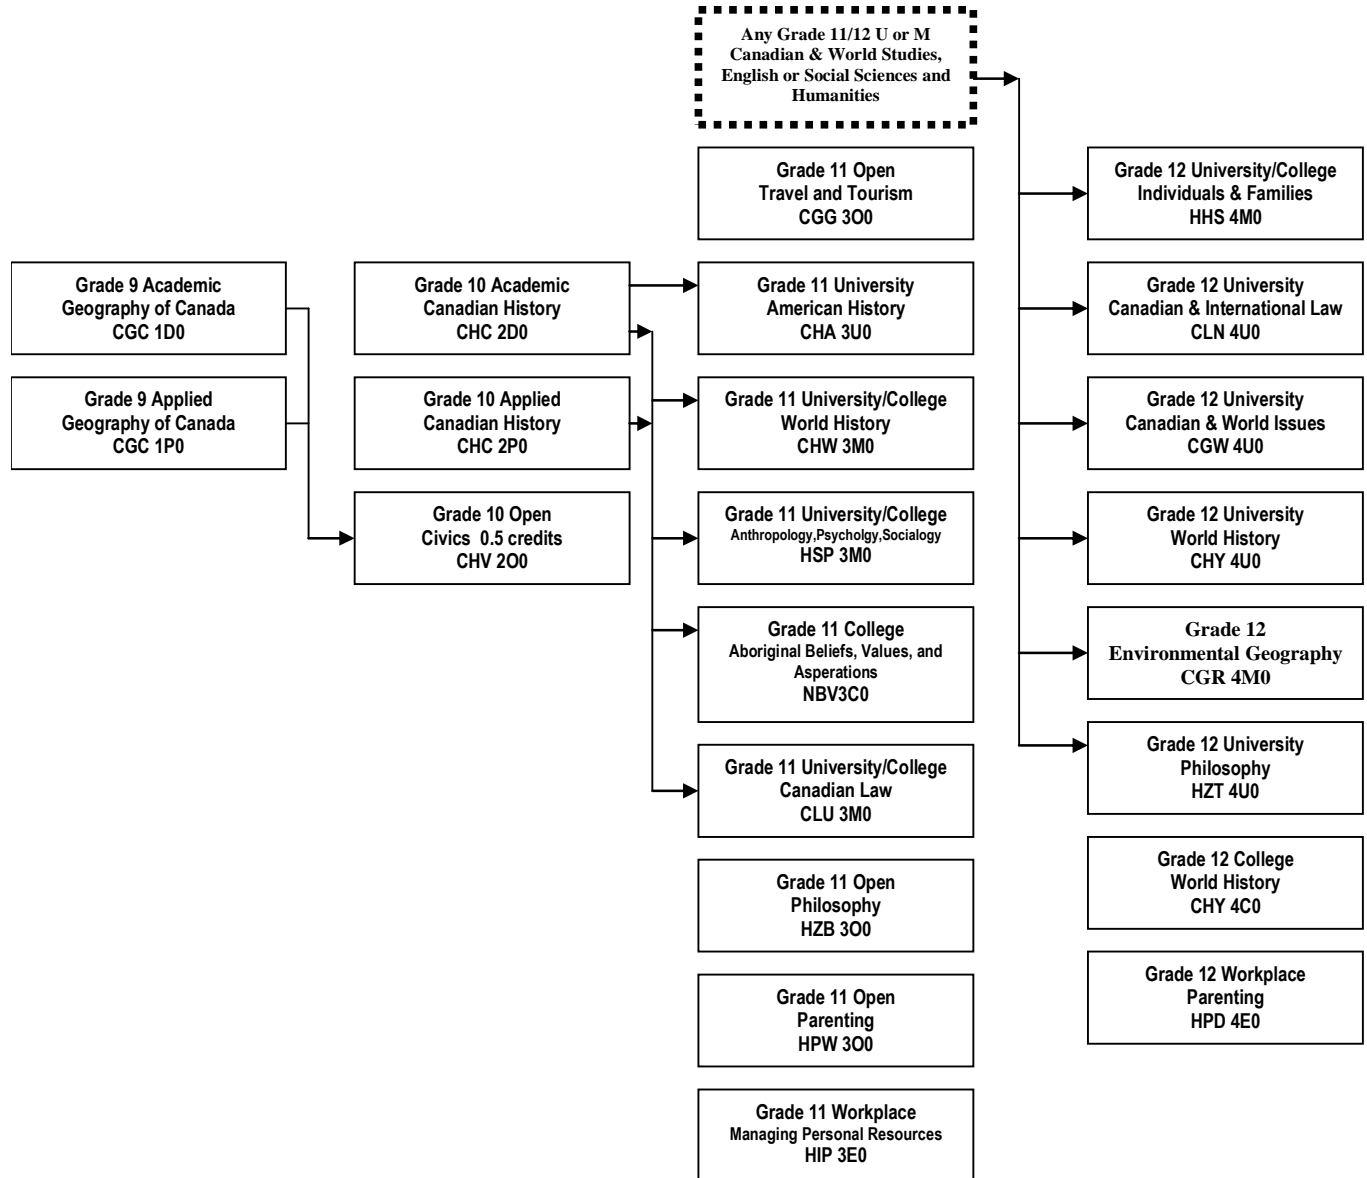 Any Grade 11/12 U or M
Canadian & World Studies,
English or Social Sciences and
Humanities
Grade 11 Open
Travel and Tourism
CGG 3O0
Grade 12 University/College
Individuals & Families
HHS 4M0
Grade 9 Academic
Geography of Canada
CGC 1D0
Grade 10 Academic
Canadian History
CHC 2D0
Grade 11 University
American History
CHA 3U0
Grade 12 University
Canadian & International Law
CLN 4U0
Grade 9 Applied
Geography of Canada
CGC 1P0
Grade 10 Applied
Canadian History
CHC 2P0
Grade 11 University/College
World History
CHW 3M0
Grade 12 University
Canadian & World Issues
CGW 4U0
Grade 10 Open
Civics 0.5 credits
CHV 2O0
Grade 11 University/College
Anthropology,Psycholgy,Socialogy
HSP 3M0
Grade 12 University
World History
CHY 4U0
Grade 11 College
Aboriginal Beliefs, Values, and
Asperations
NBV3C0
Grade 12
Environmental Geography
CGR 4M0
Grade 11 University/College
Canadian Law
CLU 3M0
Grade 12 University
Philosophy
HZT 4U0
Grade 11 Open
Philosophy
HZB 3O0
Grade 12 College
World History
CHY 4C0
Grade 11 Open
Parenting
HPW 3O0
Grade 12 Workplace
Parenting
HPD 4E0
Grade 11 Workplace
Managing Personal Resources
HIP 3E0